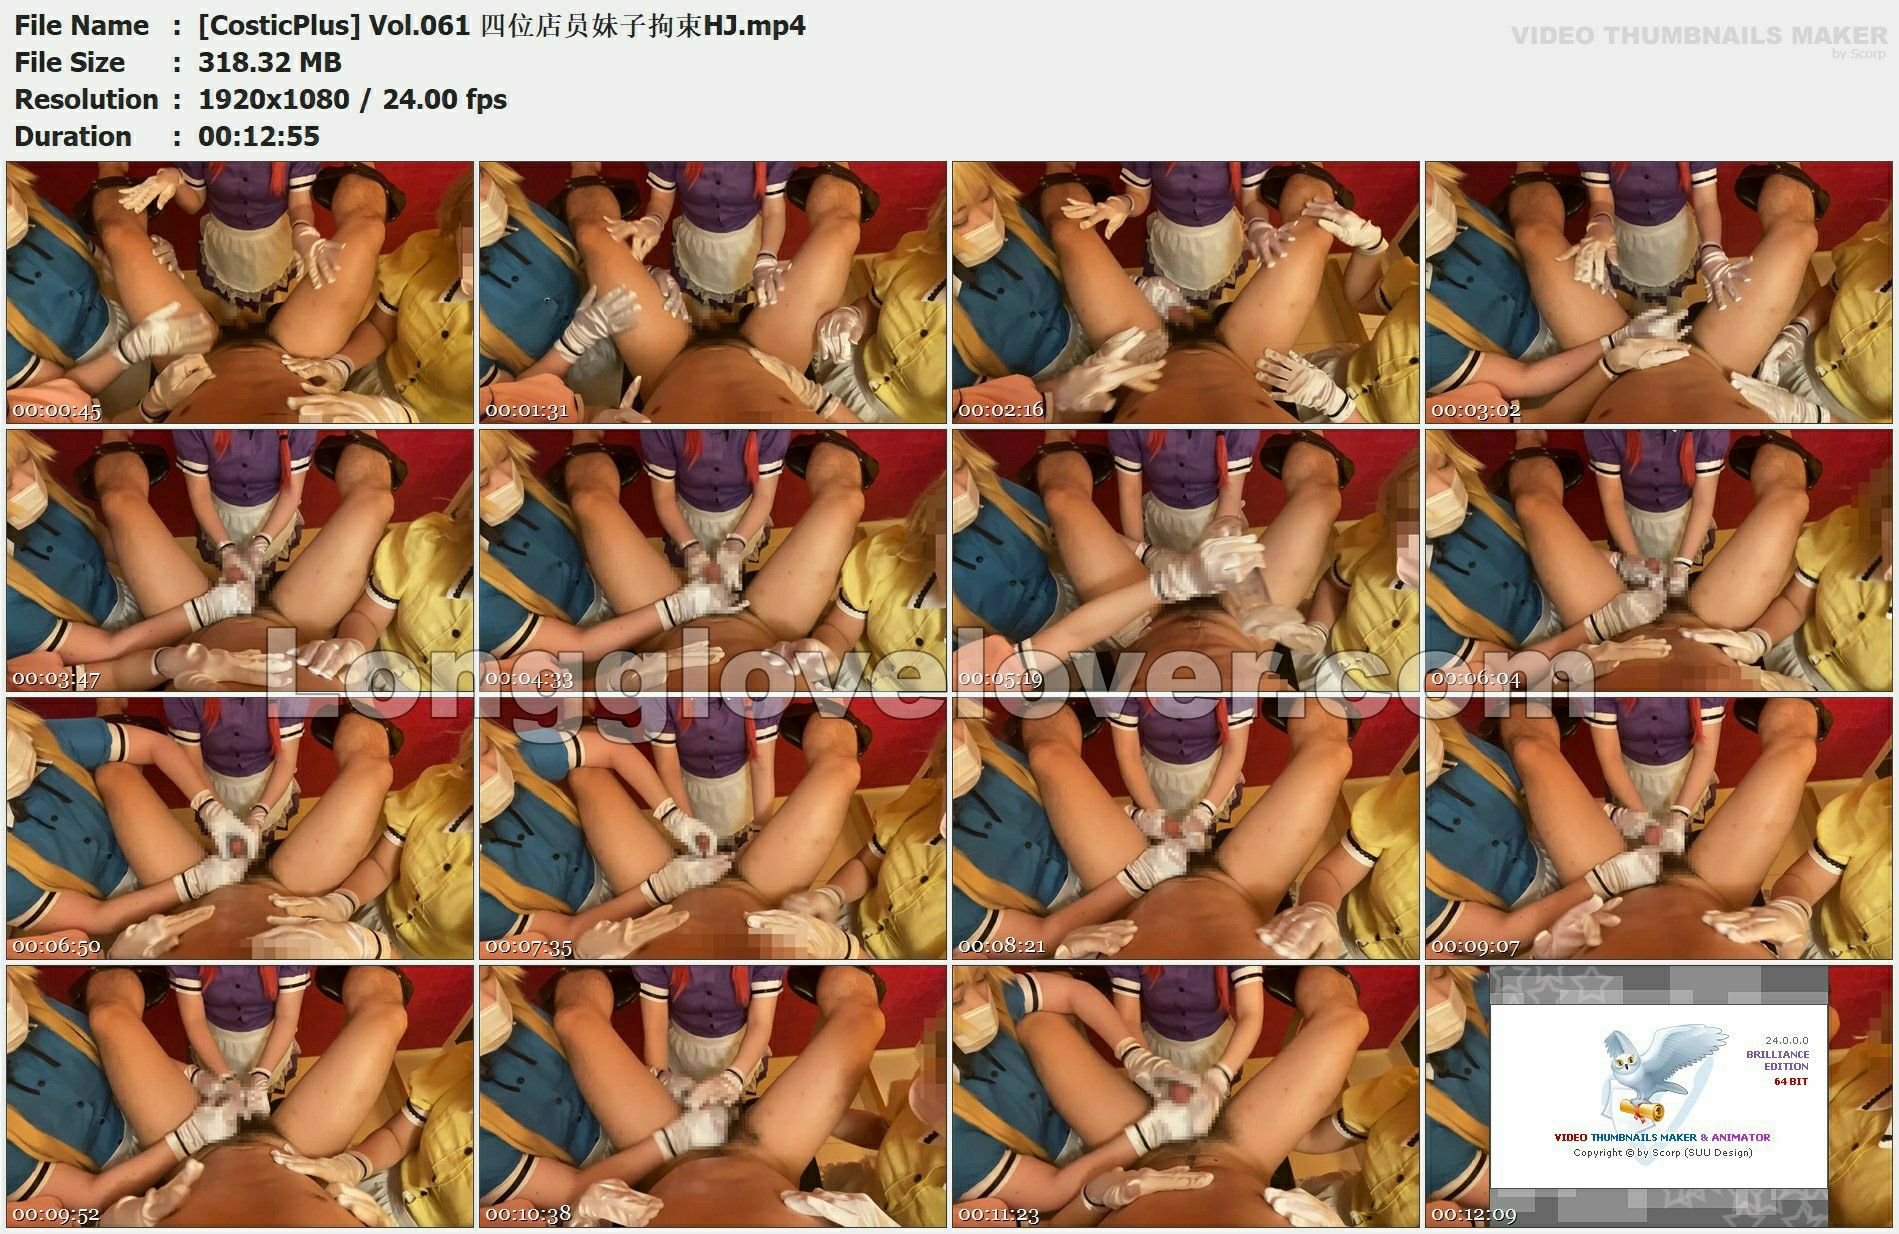 File Name : [CosticPlus] Vol.061 四位店员妹子拘束HJ.mp4
VIDEO THUMBNAILS MAKER
by Scorp
File Size : 318.32 MB
Resolution : 1920x1080 / 24.00 fps
Duration : 00:12:55
00:00:45
00:01:31
00:02:16
00:03:02
00:03:47
00:04:33
00:05:19
00:06:04
Longglovelover.com
00:06:50
00:07:35
00:08:21
00:09:07
00:09:52
00:10:38
00:11:23
00:12:09
24.0.0.0
BRILLIANCE
EDITION
64 BIT
VIDEO THUMBNAILS MAKER & ANIMATOR
Copyright © by Scorp (SUU Design)